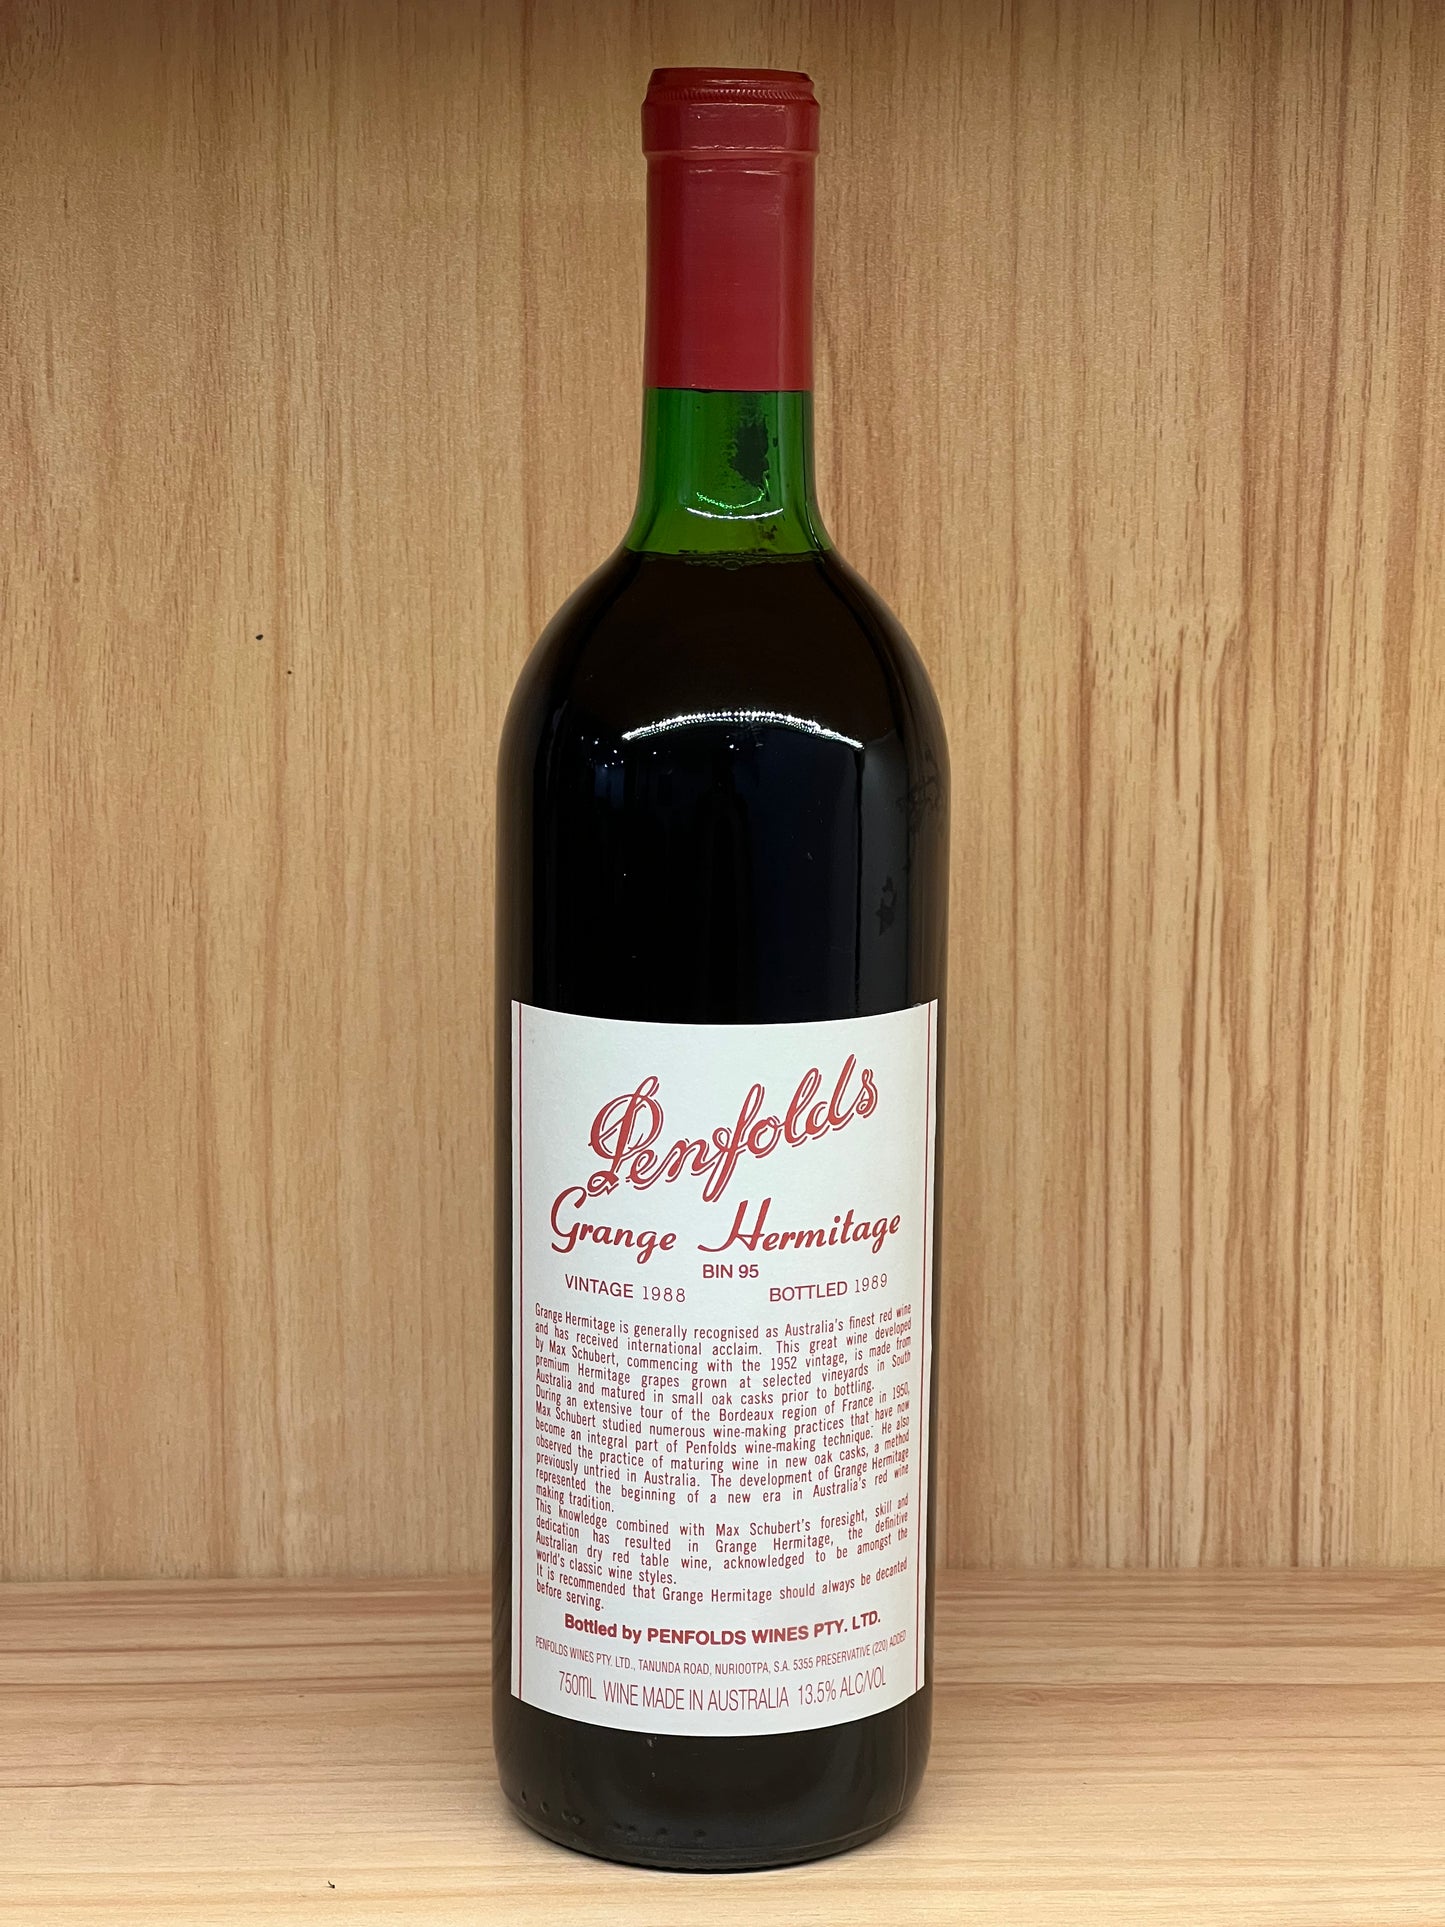 Penfolds
Grange Hermitage
BIN 95
VINTAGE 1988 BOTTLED 1989
Grange Hermitage is generally recognised as Australia's finest red wine
and has received international acclaim. This great wine developed
by Max Schubert, commencing with the 1952 vintage, is made from
premium Hermitage grapes grown at selected vineyards in South
Australia and matured in small oak casks prior to bottling.
During an extensive tour of the Bordeaux region of France in 1950,
Max Schubert studied numerous wine-making practices that have now
become an integral part of Penfolds wine-making technique. He also
observed the practice of maturing wine in new oak casks, a method
previously untried in Australia. The development of Grange Hermitage
represented the beginning of a new era in Australia's red wine
making tradition.
This knowledge combined with Max Schubert's foresight, skill and
dedication has resulted in Grange Hermitage, the definitive
Australian dry red table wine, acknowledged to be amongst the
world's classic wine styles.
It is recommended that Grange Hermitage should always be decanted
before serving.
Bottled by PENFOLDS WINES PTY. LTD.
PENFOLDS WINES PTY. LTD., TANUNDA ROAD, NURIOOTPA, S.A. 5355 PRESERVATIVE (220) ADDED
750mL WINE MADE IN AUSTRALIA 13.5% ALC/VOL